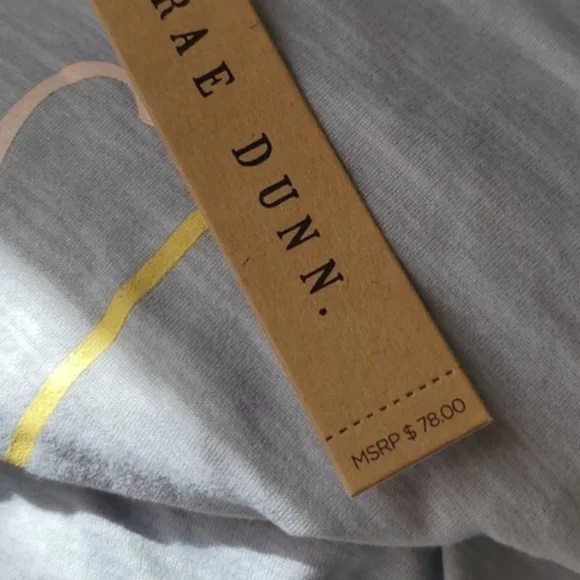 RAE DUNN.
MSRP $ 78.00